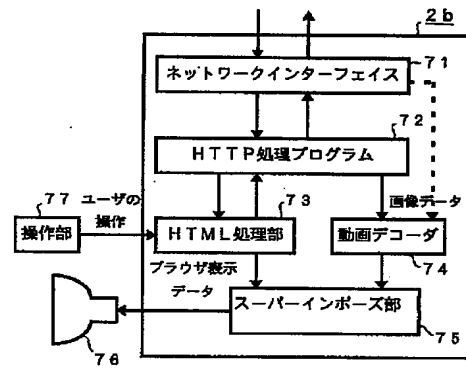 2b
71
ネットワークインターフェイス
72
HTTP処理プログラム
77
ユーザの
操作
73
画像データ
操作部
HTML処理部
動画デコーダ
74
ブラウザ表示
データ
スーパーインポーズ部
75
76